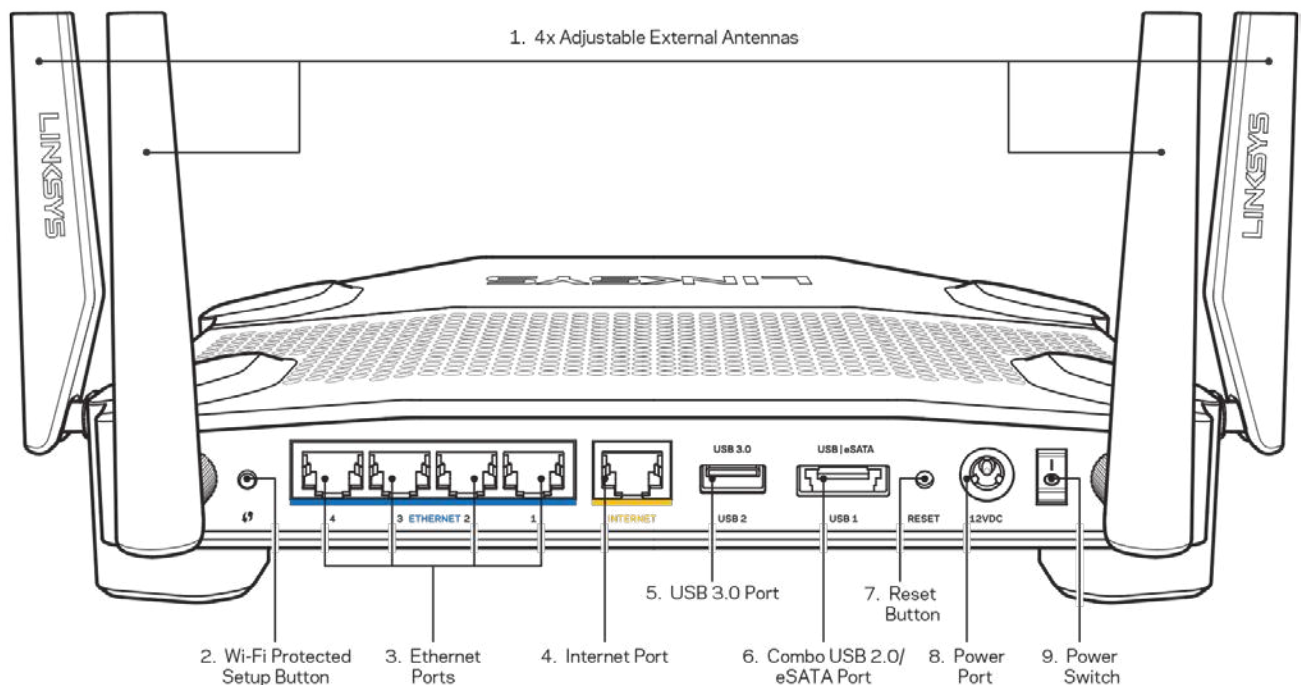 1. 4x Adjustable External Antennas
LINKSYS
LINKSYS
LINKSYS
USB 3.0
USB | eSATA
4
3 ETHERNET 2
1
INTERNET
USB 2
USB 1
RESET
12VDC
5. USB 3.0 Port
7. Reset
Button
2. Wi-Fi Protected
Setup Button
3. Ethernet
Ports
4. Internet Port
6. Combo USB 2.0/
eSATA Port
8. Power
Port
9. Power
Switch